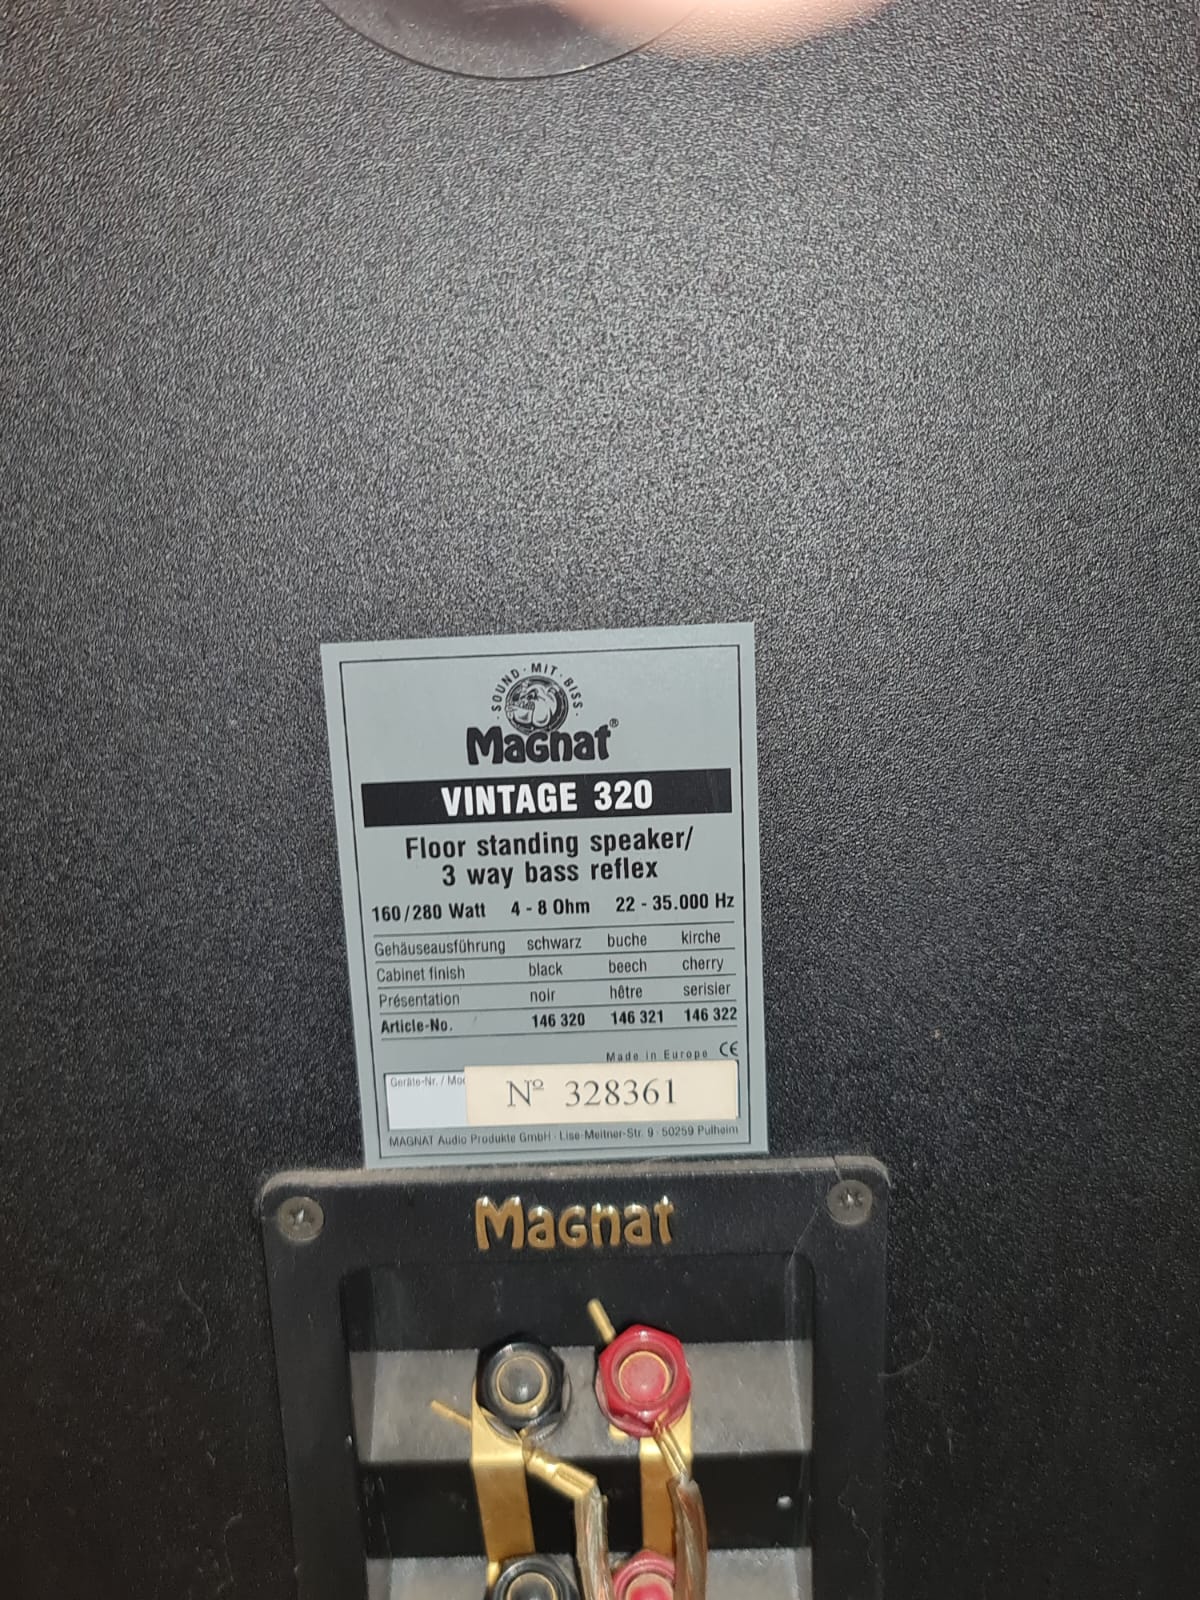 ·SOUND·MIT·BISS·
Magnat®
VINTAGE 320
Floor standing speaker/
3 way bass reflex
160/280 Watt 4 - 8 Ohm 22 - 35.000 Hz
Gehäuseausführung schwarz buche kirche
Cabinet finish black beech cherry
Présentation noir hêtre serisier
Article-No. 146 320 146 321 146 322
Made in Europe CE
Geräte-Nr. /
Nº 328361
MAGNAT Audio Produkte GmbH · Lise-Meitner-Str. 9 · 50259 Pulheim
Magnat